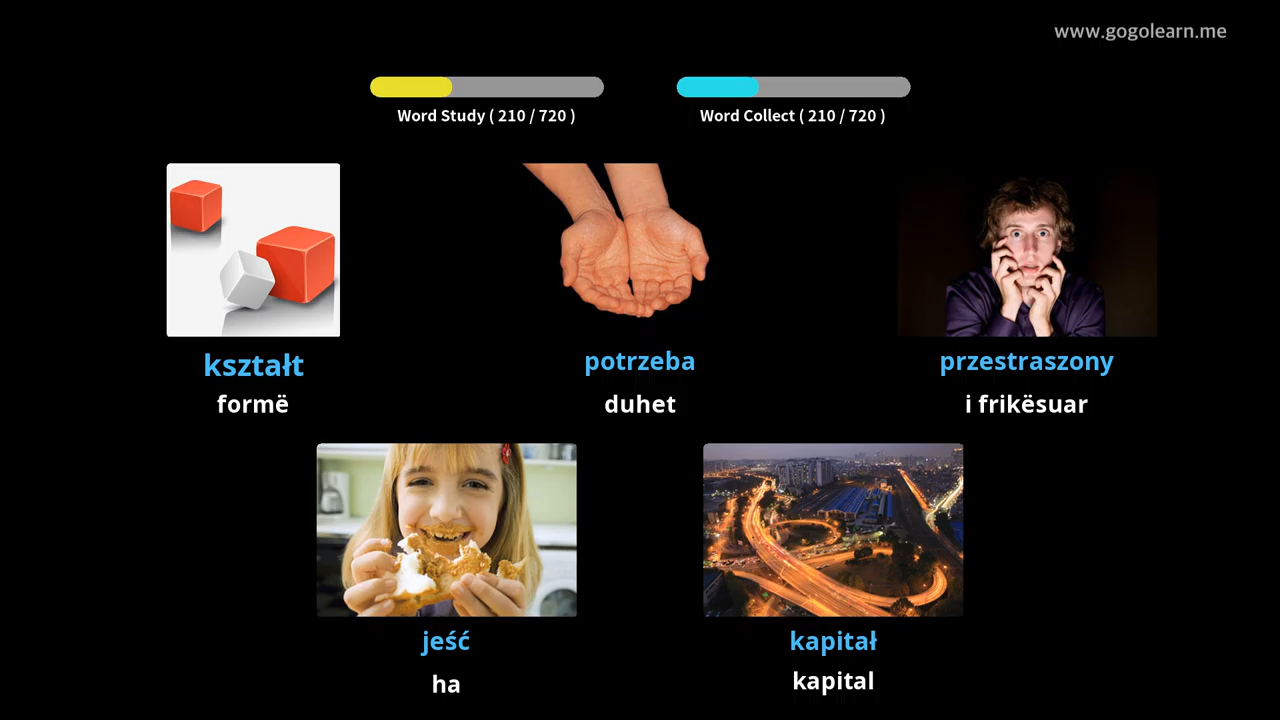 www.gogolearn.me
Word Study ( 210 / 720 )
Word Collect ( 210 / 720 )
kształt
formë
potrzeba
duhet
przestraszony
i frikësuar
jeść
ha
kapitał
kapital